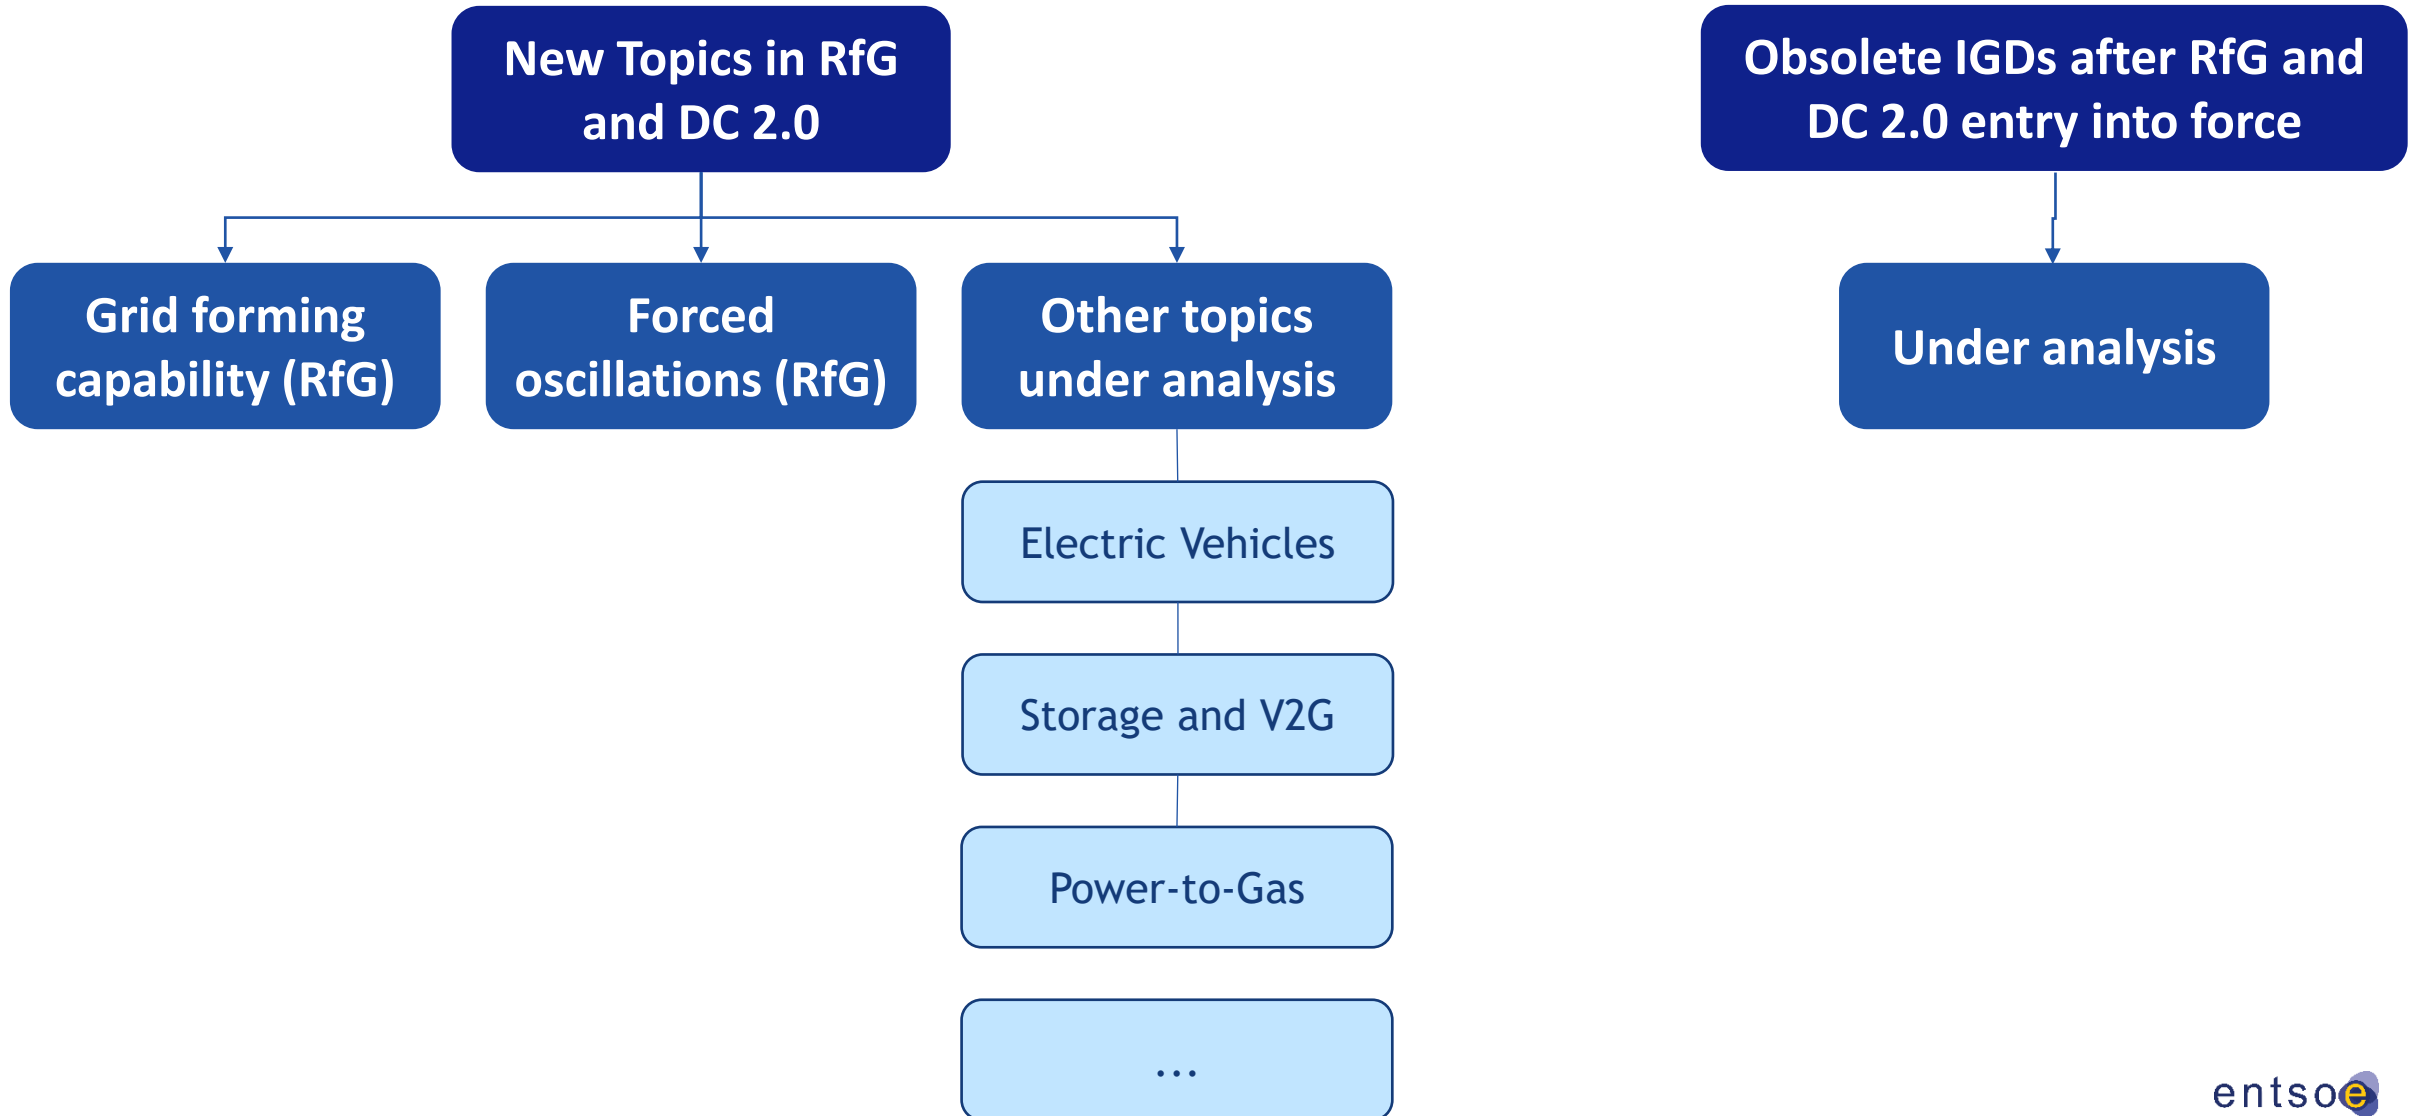 New Topics in RfG
and DC 2.0
Obsolete IGDs after RfG and
DC 2.0 entry into force
Grid forming
capability (RfG)
Forced
oscillations (RfG)
Other topics
under analysis
Under analysis
Electric Vehicles
Storage and V2G
Power-to-Gas
...
entsoe